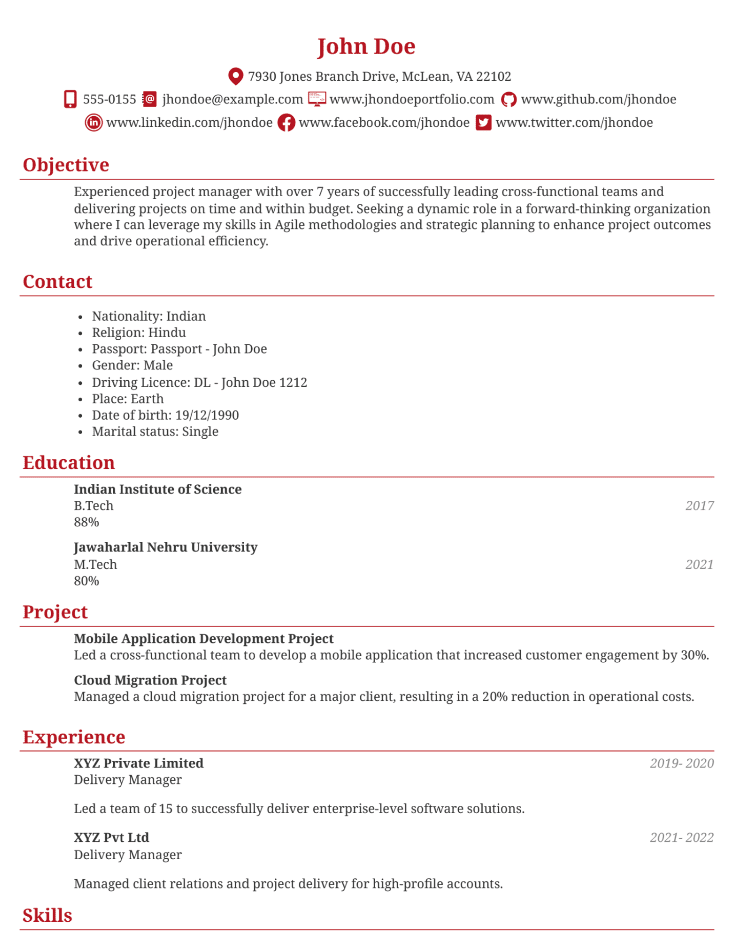 John Doe
7930 Jones Branch Drive, McLean, VA 22102
555-0155 jhondoe@example.com www.jhondoeportfolio.com www.github.com/jhondoe
www.linkedin.com/jhondoe www.facebook.com/jhondoe www.twitter.com/jhondoe
Objective
Experienced project manager with over 7 years of successfully leading cross-functional teams and
delivering projects on time and within budget. Seeking a dynamic role in a forward-thinking organization
where I can leverage my skills in Agile methodologies and strategic planning to enhance project outcomes
and drive operational efficiency.
Contact
• Nationality: Indian
• Religion: Hindu
• Passport: Passport - John Doe
• Gender: Male
• Driving Licence: DL - John Doe 1212
• Place: Earth
• Date of birth: 19/12/1990
• Marital status: Single
Education
Indian Institute of Science
B.Tech 2017
88%
Jawaharlal Nehru University
M.Tech 2021
80%
Project
Mobile Application Development Project
Led a cross-functional team to develop a mobile application that increased customer engagement by 30%.
Cloud Migration Project
Managed a cloud migration project for a major client, resulting in a 20% reduction in operational costs.
Experience
XYZ Private Limited 2019- 2020
Delivery Manager
Led a team of 15 to successfully deliver enterprise-level software solutions.
XYZ Pvt Ltd 2021- 2022
Delivery Manager
Managed client relations and project delivery for high-profile accounts.
Skills